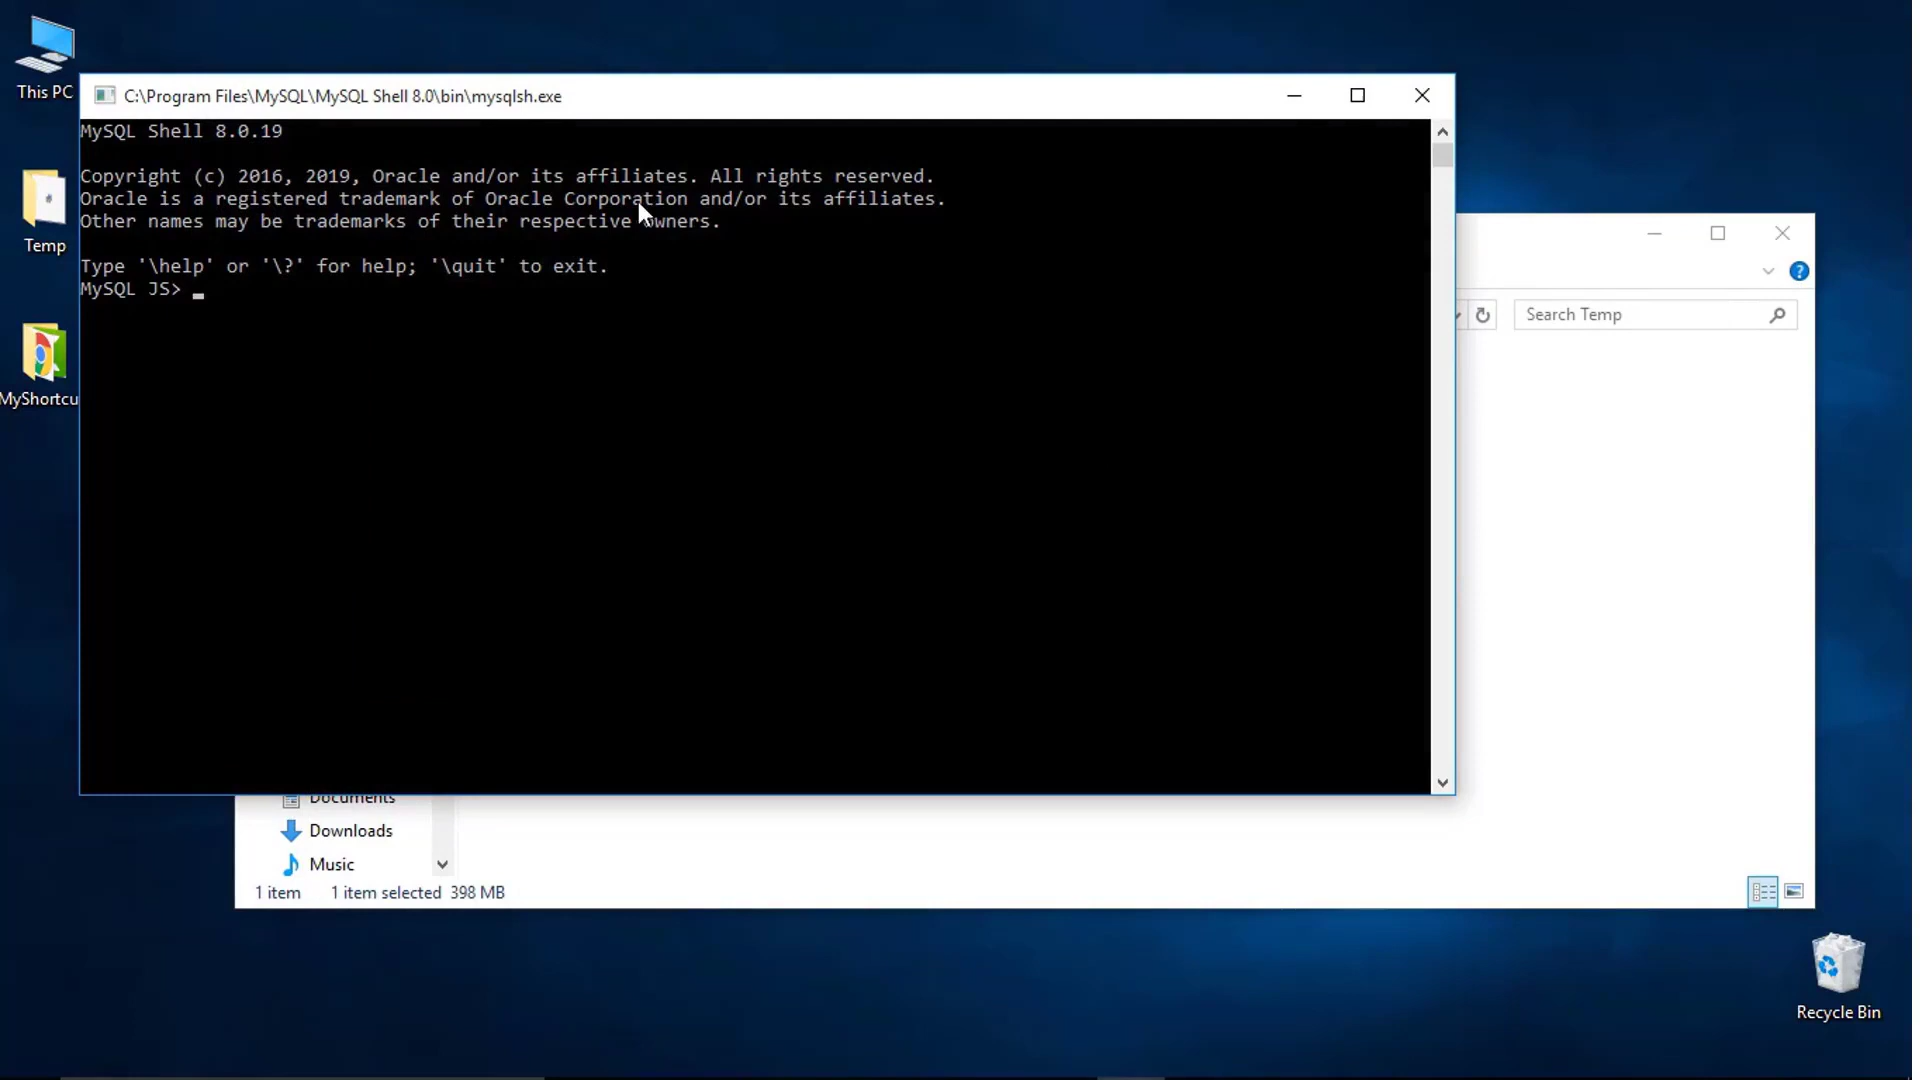 This PC
Temp
MyShortcu
C:\Program Files\MySQL\MySQL Shell 8.0\bin\mysqlsh.exe
MySQL Shell 8.0.19
Copyright (c) 2016, 2019, Oracle and/or its affiliates. All rights reserved.
Oracle is a registered trademark of Oracle Corporation and/or its affiliates.
Other names may be trademarks of their respective owners.
Type '\help' or '\?' for help; '\quit' to exit.
MySQL JS>
Search Temp
Documents
Downloads
Music
1 item 1 item selected 398 MB
Recycle Bin